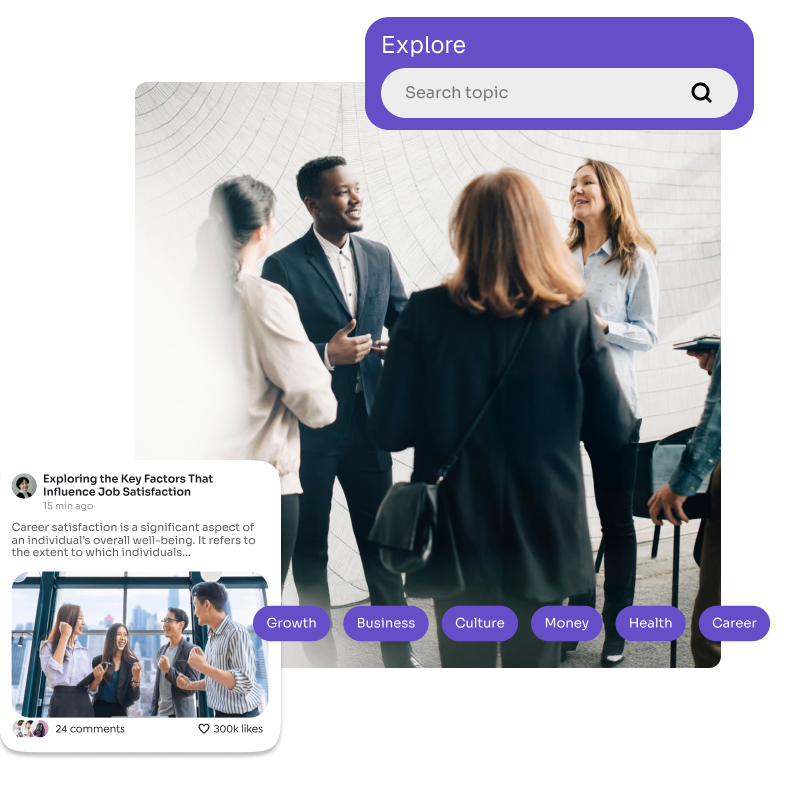 Explore
Search topic
Exploring the Key Factors That
Influence Job Satisfaction
15 min ago
Career satisfaction is a significant aspect of
an individual's overall well-being. It refers to
the extent to which individuals...
24 comments
300k likes
Growth
Business
Culture
Money
Health
Career